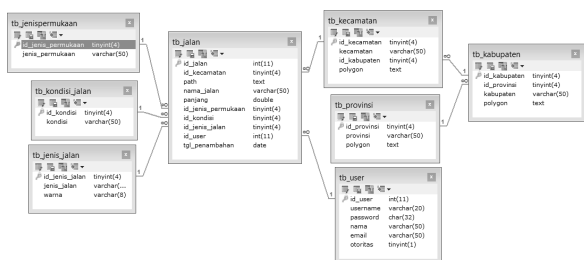 tb_jenispermukaan
id_jenis_permukaan tinyint(4)
jenis_permukaan varchar(50)
tb_kondisi_jalan
id_kondisi tinyint(4)
kondisi varchar(50)
tb_jenis_jalan
id_jenis_jalan tinyint(4)
jenis_jalan varchar(...
warna varchar(8)
tb_jalan
id_jalan int(11)
id_kecamatan tinyint(4)
path text
nama_jalan varchar(50)
panjang double
id_jenis_permukaan tinyint(4)
id_kondisi tinyint(4)
id_jenis_jalan tinyint(4)
id_user int(11)
tgl_penambahan date
tb_kecamatan
id_kecamatan tinyint(4)
kecamatan varchar(50)
id_kabupaten tinyint(4)
polygon text
tb_provinsi
id_provinsi tinyint(4)
provinsi varchar(50)
polygon text
tb_user
id_user int(11)
username varchar(20)
password char(32)
nama varchar(50)
email varchar(50)
otoritas tinyint(1)
tb_kabupaten
id_kabupaten tinyint(4)
id_provinsi tinyint(4)
kabupaten varchar(50)
polygon text
1
∞
1
∞
1
∞
1
∞
1
∞
1
∞
1
∞